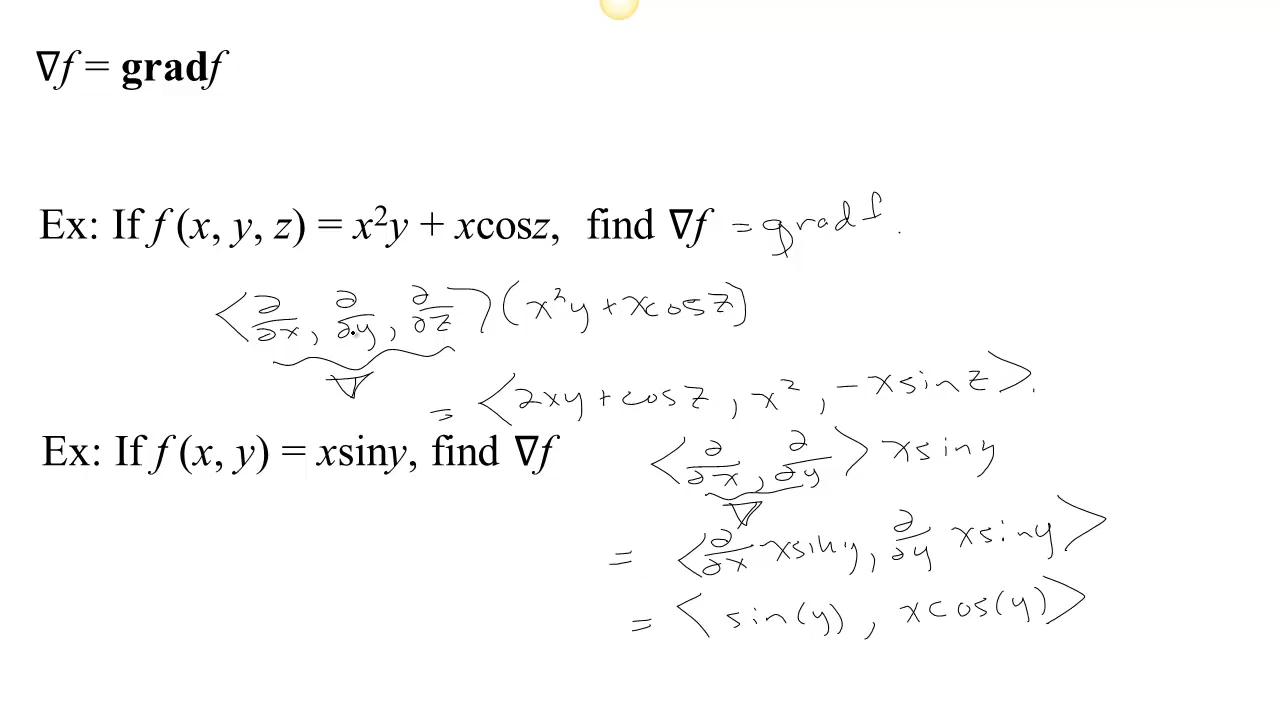 ∇f = gradf
Ex: If f (x, y, z) = x²y + xcosz, find ∇f = grad f.
⟨∂/∂x, ∂/∂y, ∂/∂z⟩(x²y + xcosz)
∇
= ⟨2xy + cosz, x², -xsinz⟩.
Ex: If f (x, y) = xsiny, find ∇f
⟨∂/∂x, ∂/∂y⟩ xsiny
∇
= ⟨∂/∂x xsiny, ∂/∂y xsiny⟩
= ⟨sin(y), xcos(y)⟩